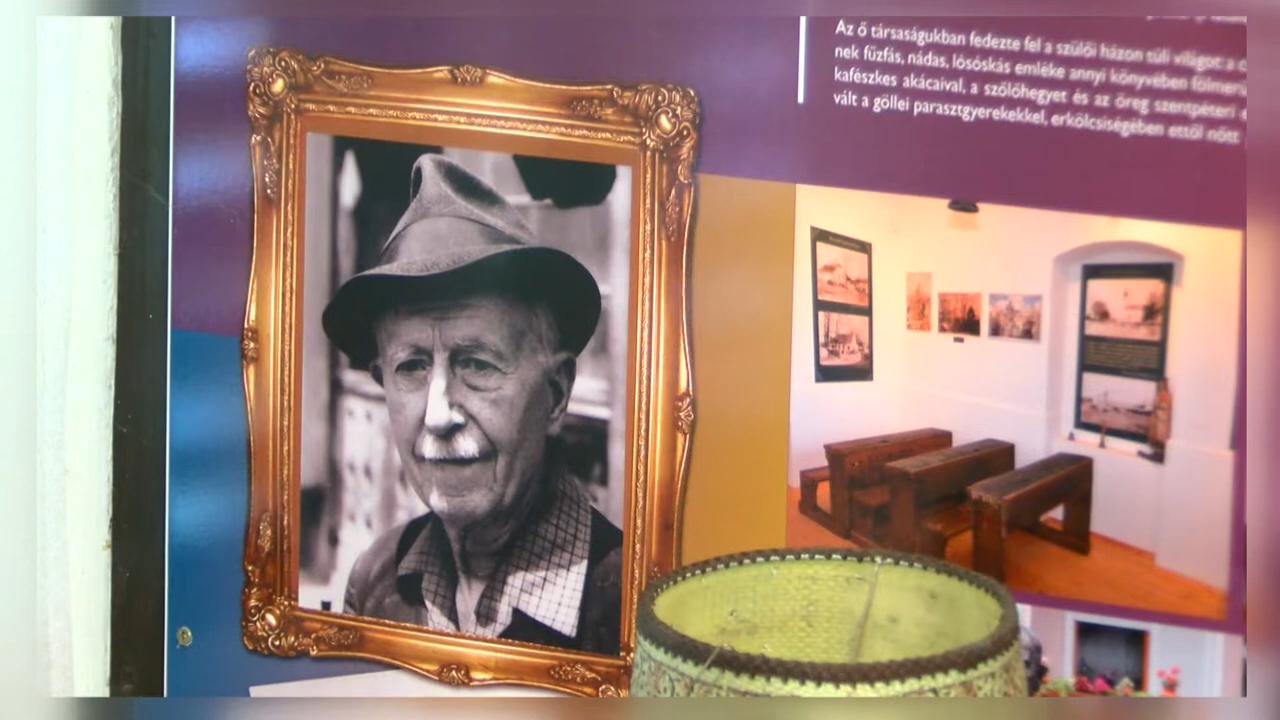 Az ő társaságukban fedezte fel a szülői házon túli világot: a
nek fűzfás, nádas, lósóskás emléke annyi könyvében fölmerü
kafészkes akácaival, a szőlőhegyet és az öreg szentpéteri
vált a göllei parasztgyerekekkel, erkölcsiségében ettől nőtt